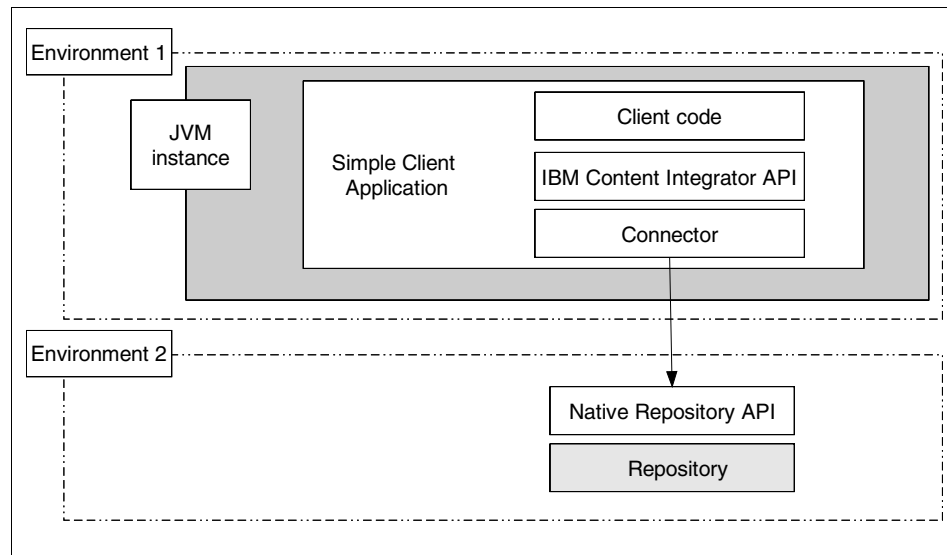 Environment 1
JVM
instance
Simple Client
Application
Client code
IBM Content Integrator API
Connector
Environment 2
Native Repository API
Repository